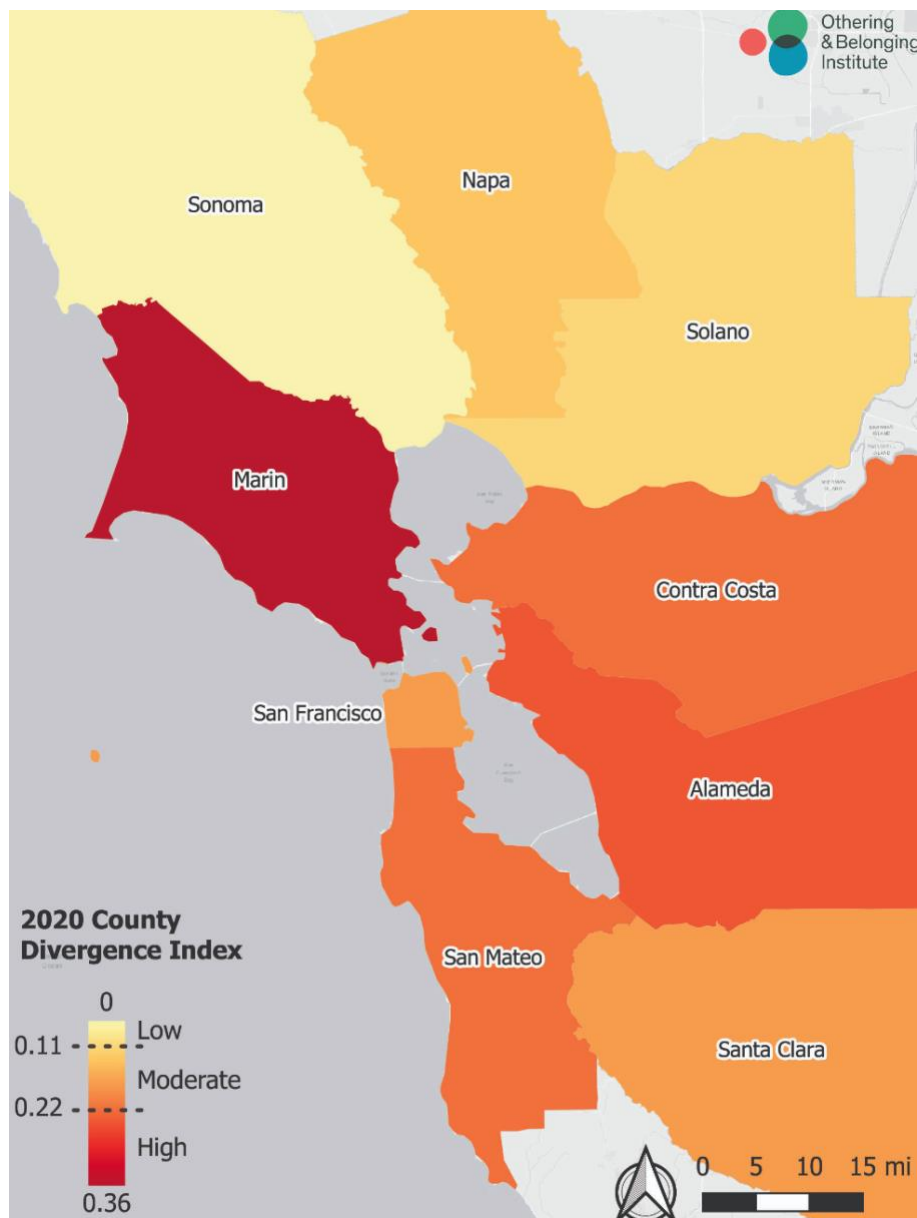 Othering
& Belonging
Institute
Napa
Sonoma
Solano
Marin
Contra Costa
San Francisco
Alameda
2020 County
Divergence Index
San Mateo
0
Low
0.11
Moderate
0.22
High
0.36
Santa Clara
0 5 10 15 mi